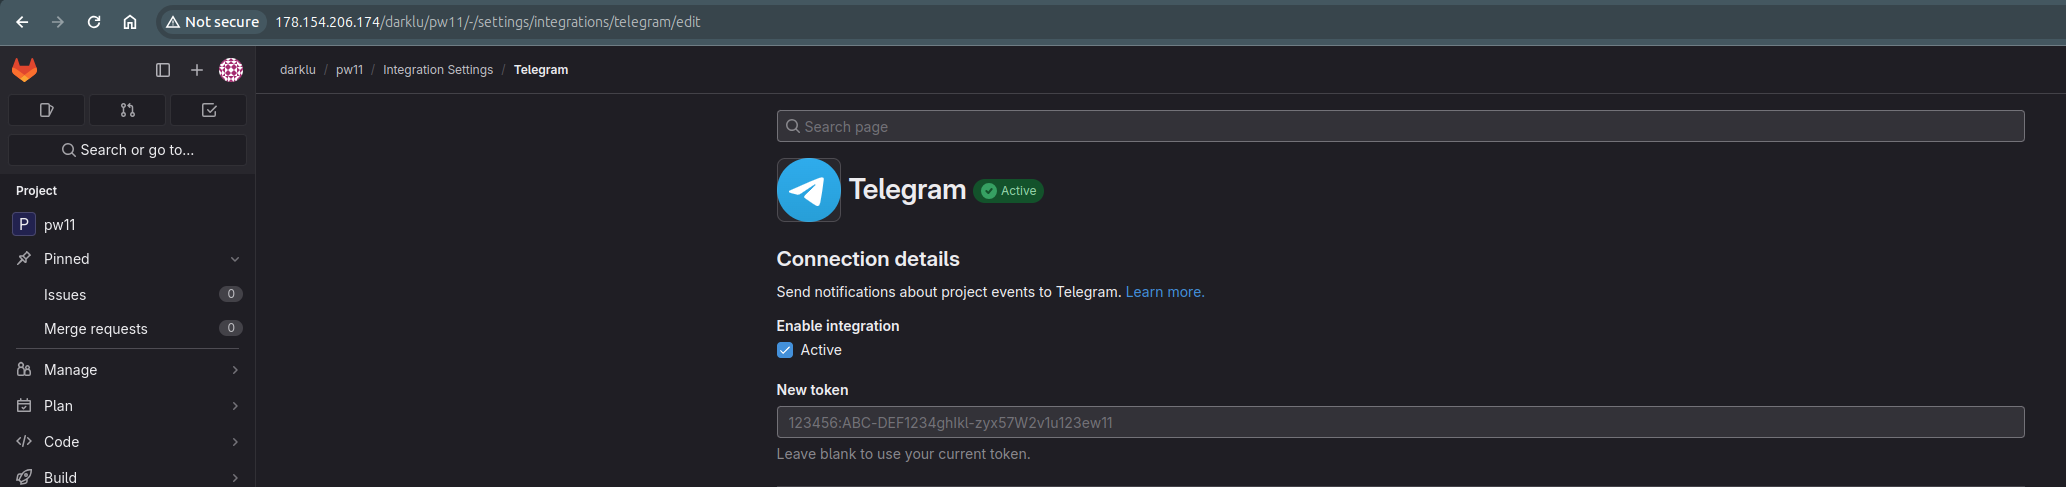 Not secure 178.154.206.174/darklu/pw11/-/settings/integrations/telegram/edit
darklu / pw11 / Integration Settings / Telegram
Search or go to...
Project
P pw11
Pinned
Issues 0
Merge requests 0
Manage
Plan
Code
Build
Search page
Telegram Active
Connection details
Send notifications about project events to Telegram. Learn more.
Enable integration
Active
New token
123456:ABC-DEF1234ghIkl-zyx57W2v1u123ew11
Leave blank to use your current token.